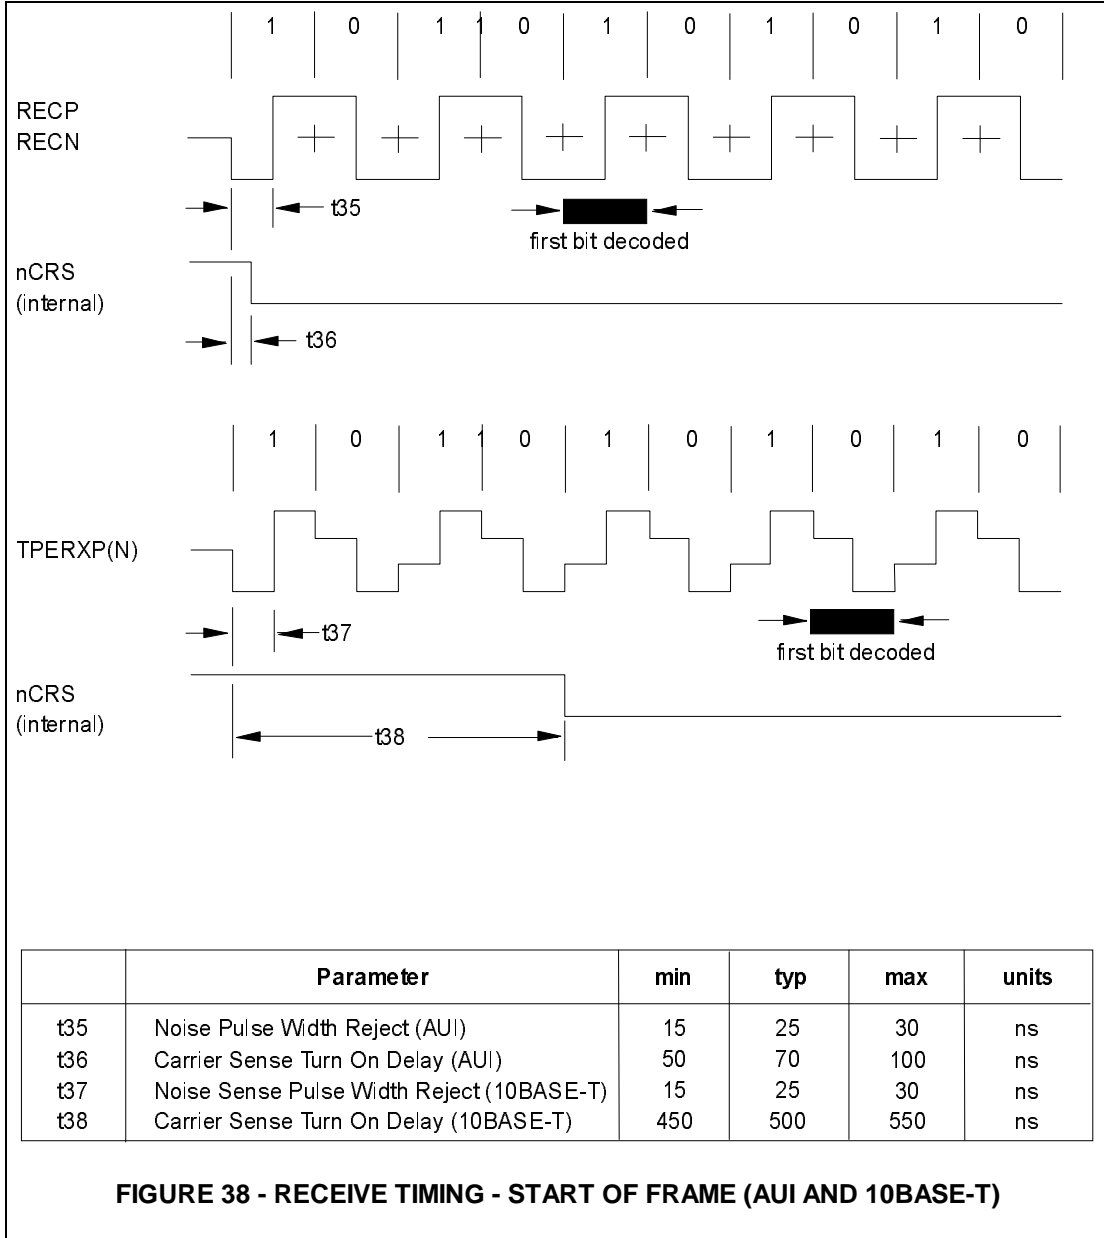 1 0 1 1 0 1 0 1 0 1 0
RECP
RECN
t35
first bit decoded
nCRS
(internal)
t36
1 0 1 1 0 1 0 1 0 1 0
TPERXP(N)
t37
first bit decoded
nCRS
(internal)
t38
Parameter min typ max units
t35 Noise Pulse Width Reject (AUI) 15 25 30 ns
t36 Carrier Sense Turn On Delay (AUI) 50 70 100 ns
t37 Noise Sense Pulse Width Reject (10BASE-T) 15 25 30 ns
t38 Carrier Sense Turn On Delay (10BASE-T) 450 500 550 ns
FIGURE 38 - RECEIVE TIMING - START OF FRAME (AUI AND 10BASE-T)